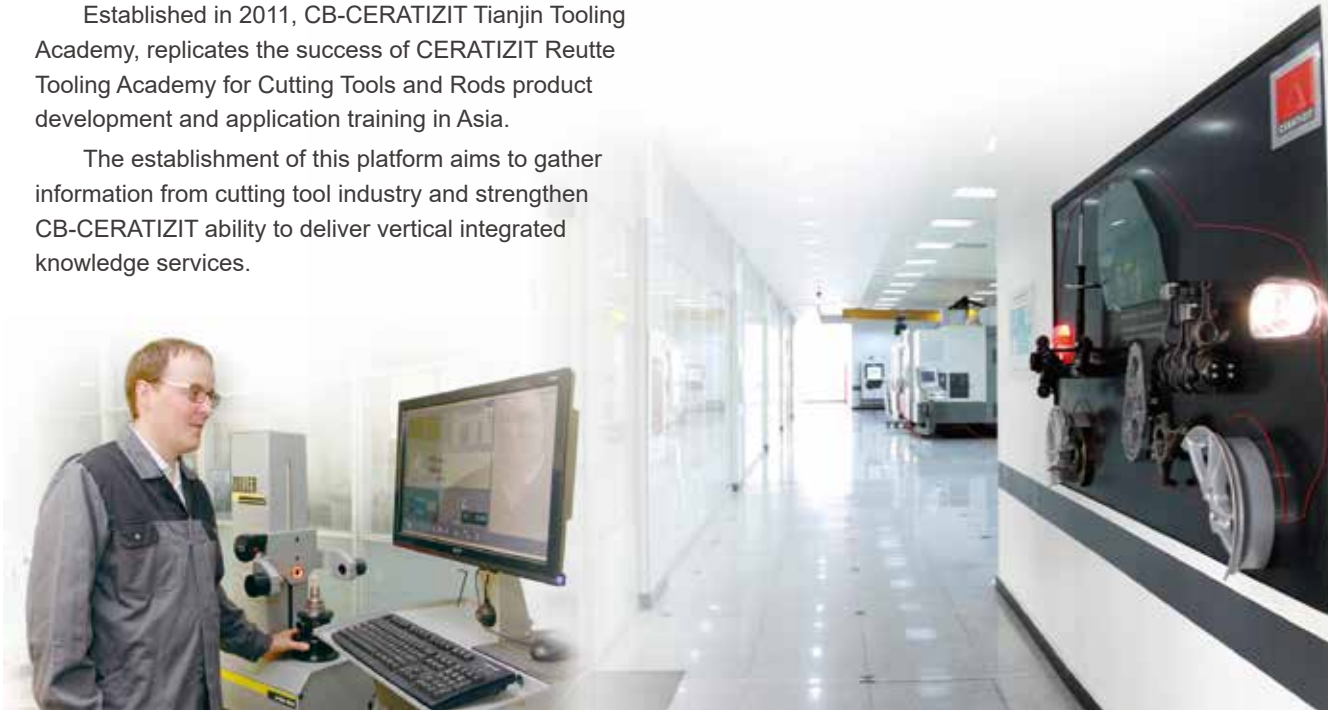 Established in 2011, CB-CERATIZIT Tianjin Tooling
Academy, replicates the success of CERATIZIT Reutte
Tooling Academy for Cutting Tools and Rods product
development and application training in Asia.
The establishment of this platform aims to gather
information from cutting tool industry and strengthen
CB-CERATIZIT ability to deliver vertical integrated
knowledge services.
CERATIZIT